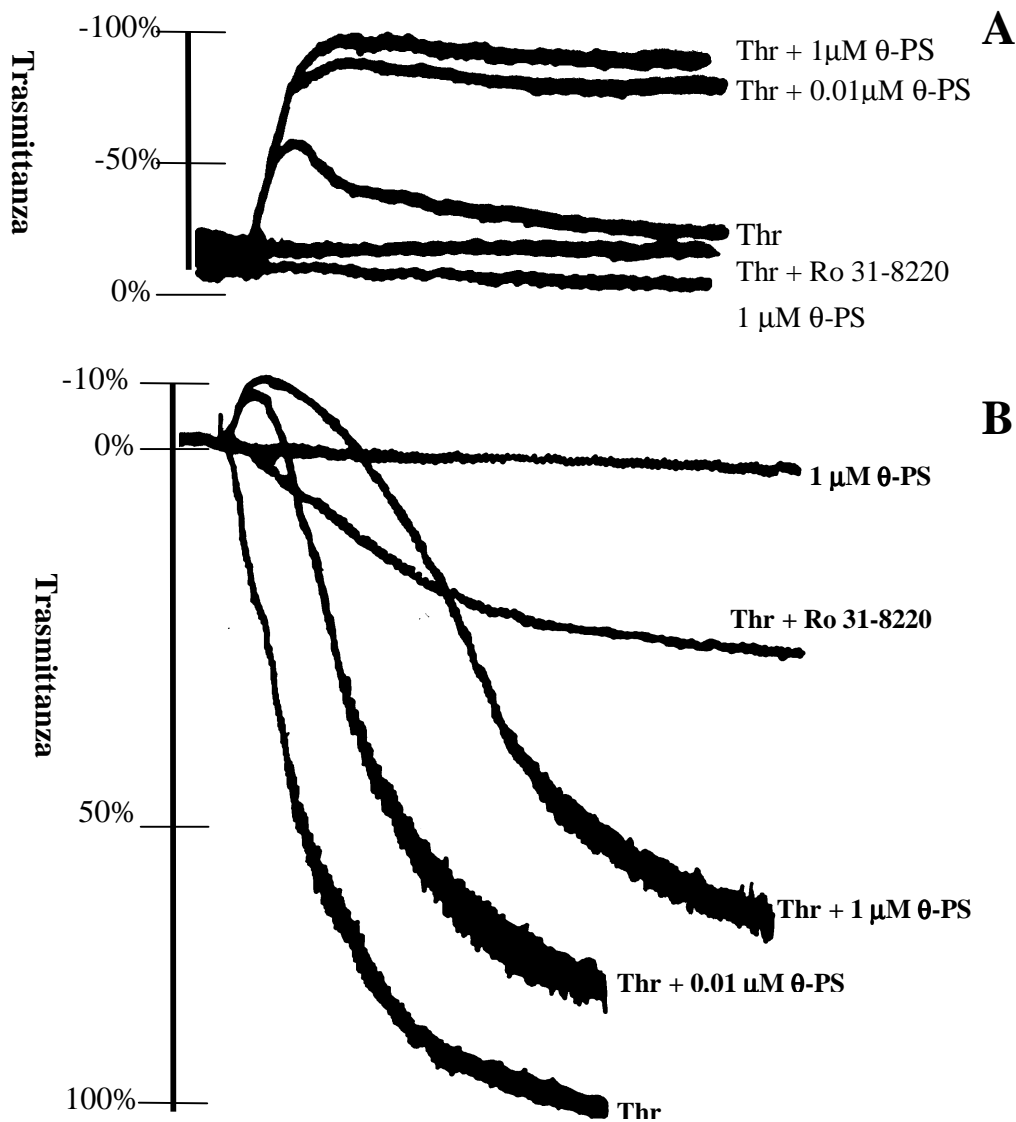 A
-100%
Trasmittanza
Thr + 1μM θ-PS
Thr + 0.01μM θ-PS
-50%
Thr
Thr + Ro 31-8220
0%
1 μM θ-PS
B
-10%
0%
1 μM θ-PS
Trasmittanza
Thr + Ro 31-8220
50%
Thr + 1 μM θ-PS
Thr + 0.01 μM θ-PS
100%
Thr